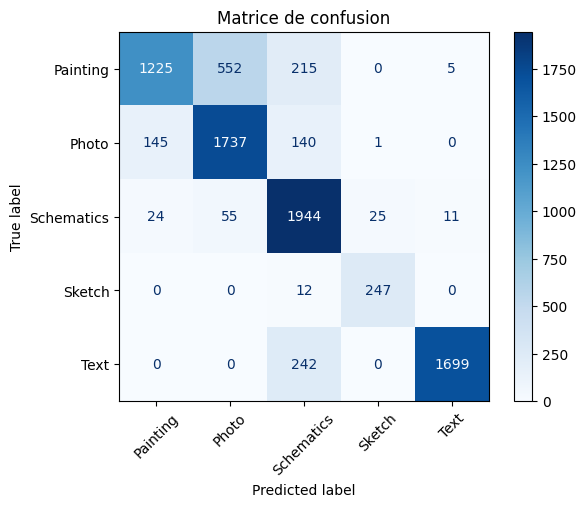 Matrice de confusion
Painting 1225 552 215 0 5
Photo 145 1737 140 1 0
Schematics 24 55 1944 25 11
Sketch 0 0 12 247 0
Text 0 0 242 0 1699
True label
Painting Photo Schematics Sketch Text
Predicted label
1750
1500
1250
1000
750
500
250
0